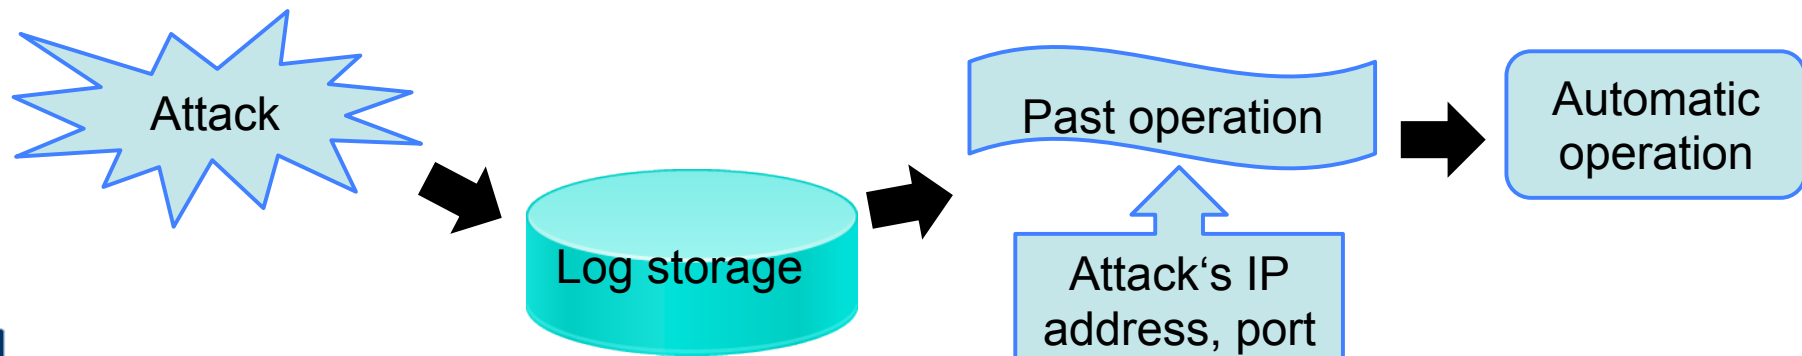 Attack
Log storage
Past operation
Attack‘s IP
address, port
Automatic
operation